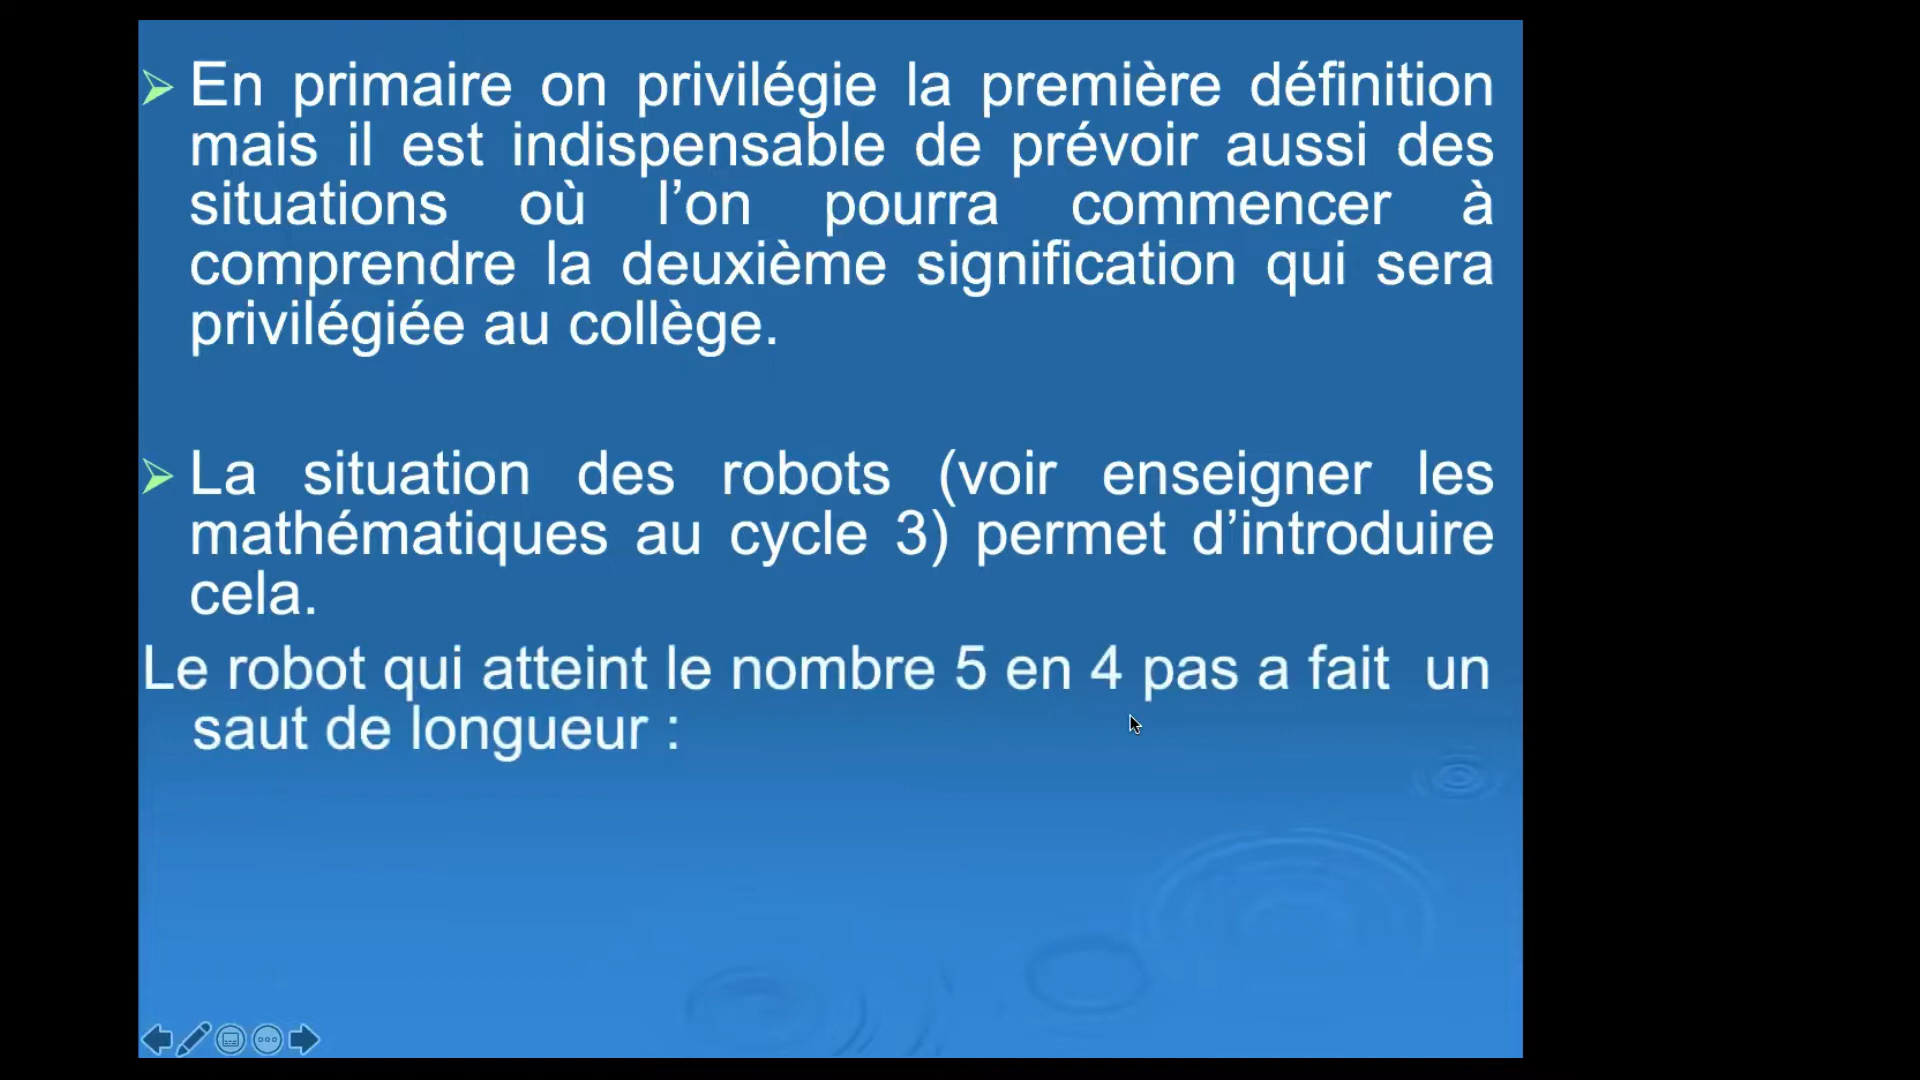 En primaire on privilégie la première définition
mais il est indispensable de prévoir aussi des
situations où l’on pourra commencer à
comprendre la deuxième signification qui sera
privilégiée au collège.
La situation des robots (voir enseigner les
mathématiques au cycle 3) permet d’introduire
cela.
Le robot qui atteint le nombre 5 en 4 pas a fait un
saut de longueur :